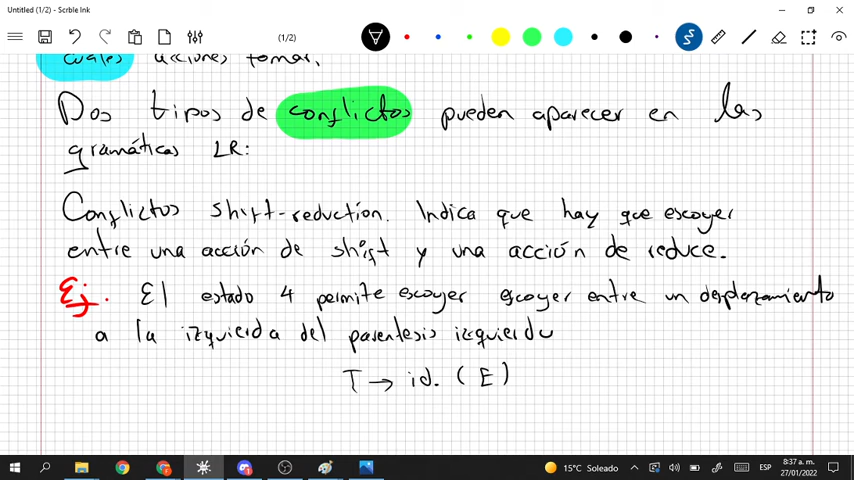 Untitled (1/2) - Scrble Ink
(1/2)
cuales acciones tomar.
Dos tipos de conflictos pueden aparecer en las
gramáticas LR:
Conflictos shift-reduction. Indica que hay que escoger
entre una acción de shift y una acción de reduce.
Ej. El estado 4 permite escoger escoger entre un desplazamiento
a la izquierda del parentesis izquierdo
T → id. ( E )
15°C Soleado
ESP
8:37 a. m.
27/01/2022